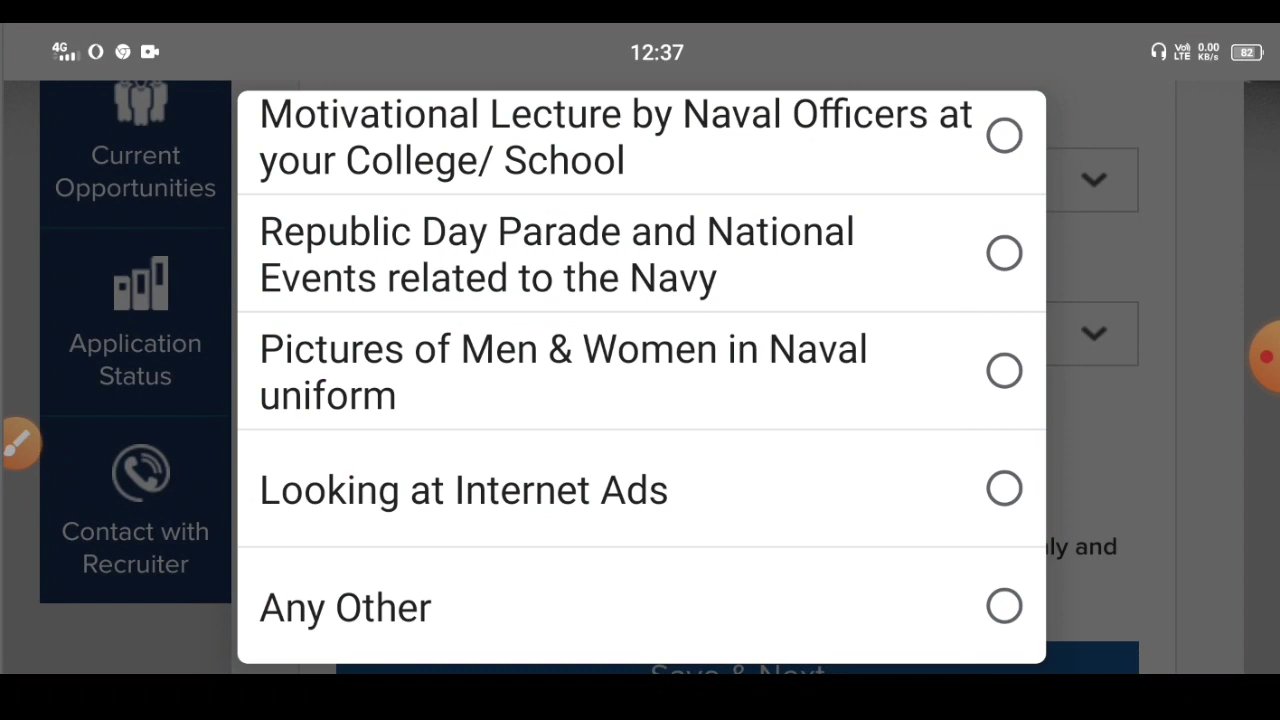 4G
12:37
Vo)
LTE
0.00
KB/s
82
Current
Opportunities
Application
Status
Contact with
Recruiter
Motivational Lecture by Naval Officers at
your College/ School
Republic Day Parade and National
Events related to the Navy
Pictures of Men & Women in Naval
uniform
Looking at Internet Ads
Any Other
and
Save & Next